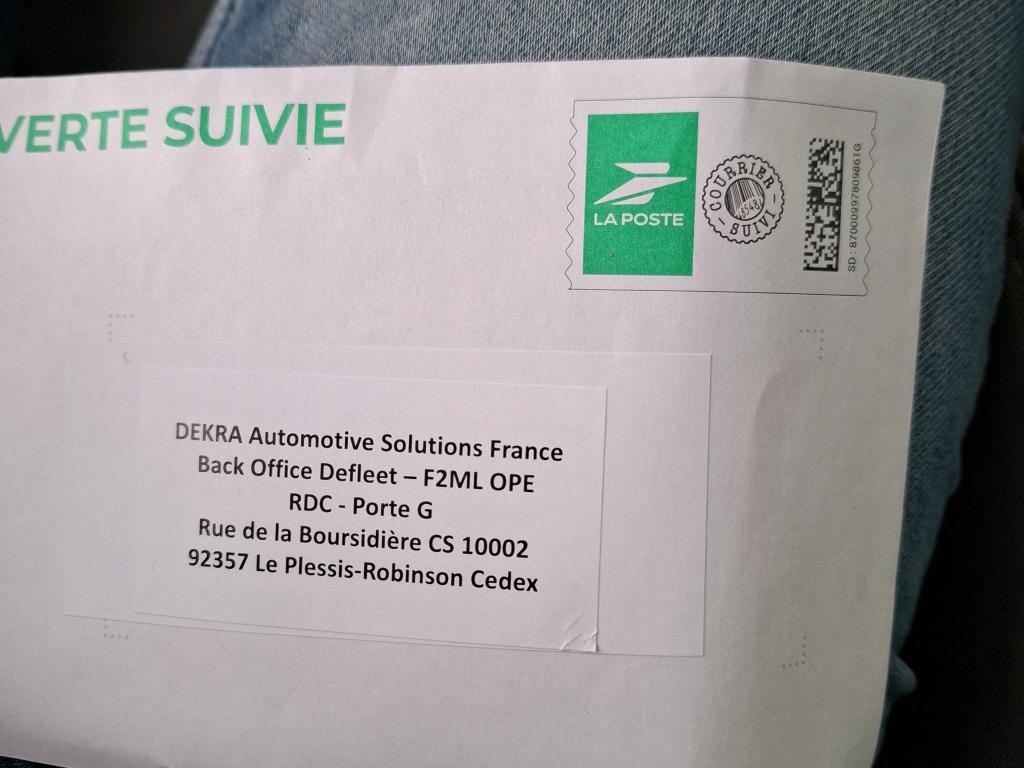 VERTE SUIVIE
LA POSTE
COURRIER
SUIVI
SD : 87000997809861G
DEKRA Automotive Solutions France
Back Office Defleet – F2ML OPE
RDC - Porte G
Rue de la Boursidière CS 10002
92357 Le Plessis-Robinson Cedex